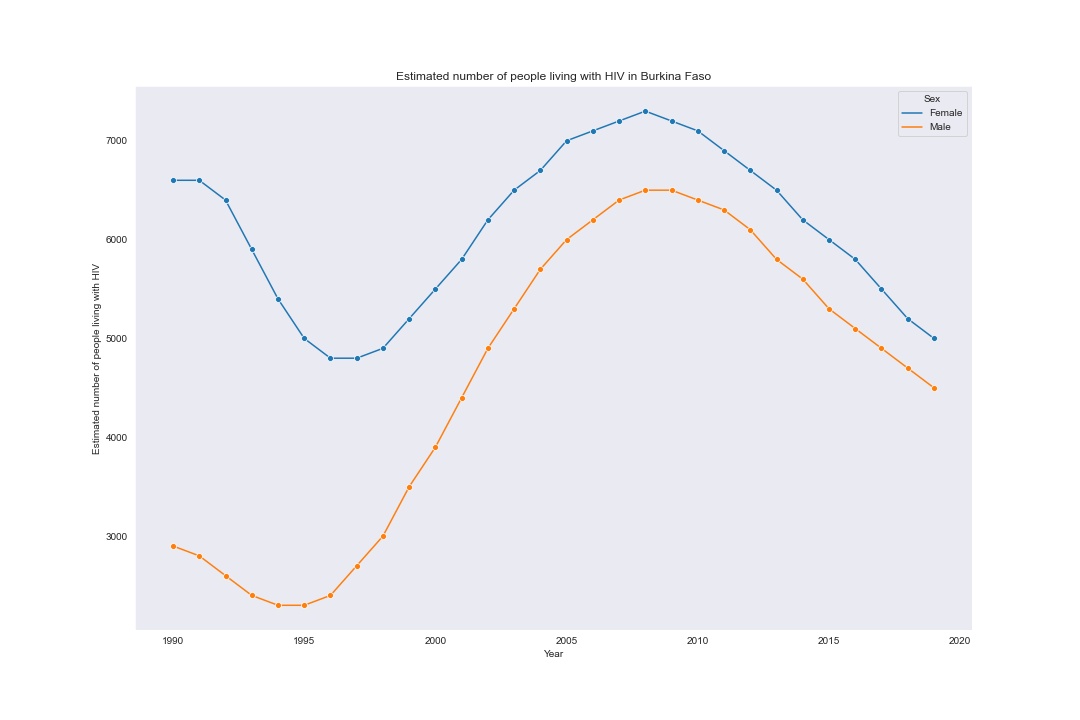 Estimated number of people living with HIV in Burkina Faso
Sex
Female
Male
Estimated number of people living with HIV
7000
6000
5000
4000
3000
1990 1995 2000 2005 2010 2015 2020
Year